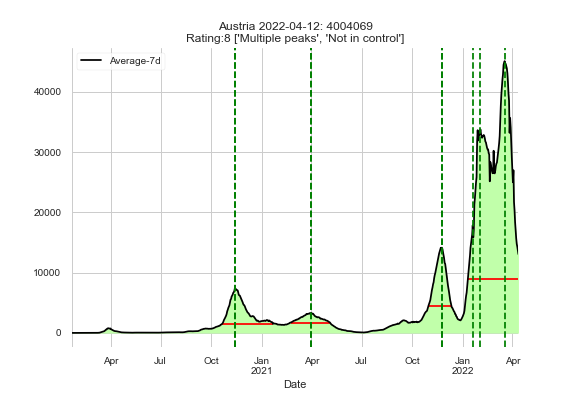 Austria 2022-04-12: 4004069
Rating:8 ['Multiple peaks', 'Not in control']
Average-7d
40000
30000
20000
10000
0
Apr Jul Oct Jan Apr Jul Oct Jan Apr
2021 2022
Date